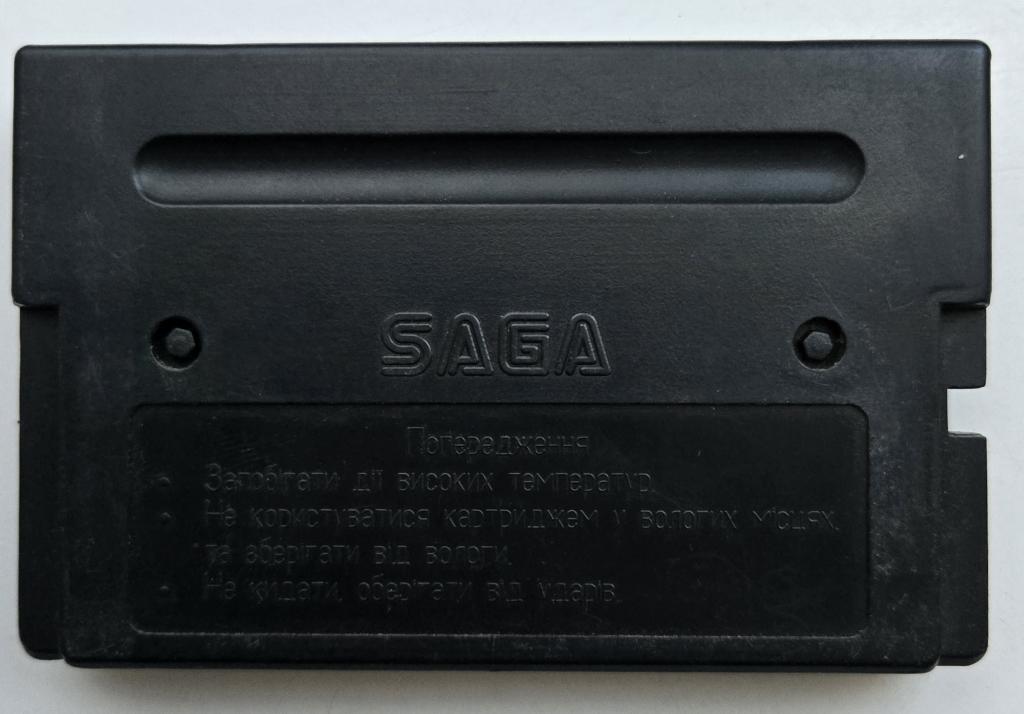 SAGA
Попередження
• Запобігати дії високих температур.
• Не користуватися картриджем у вологих місцях,
та зберігати від вологи.
• Не кидати, оберігати від ударів.